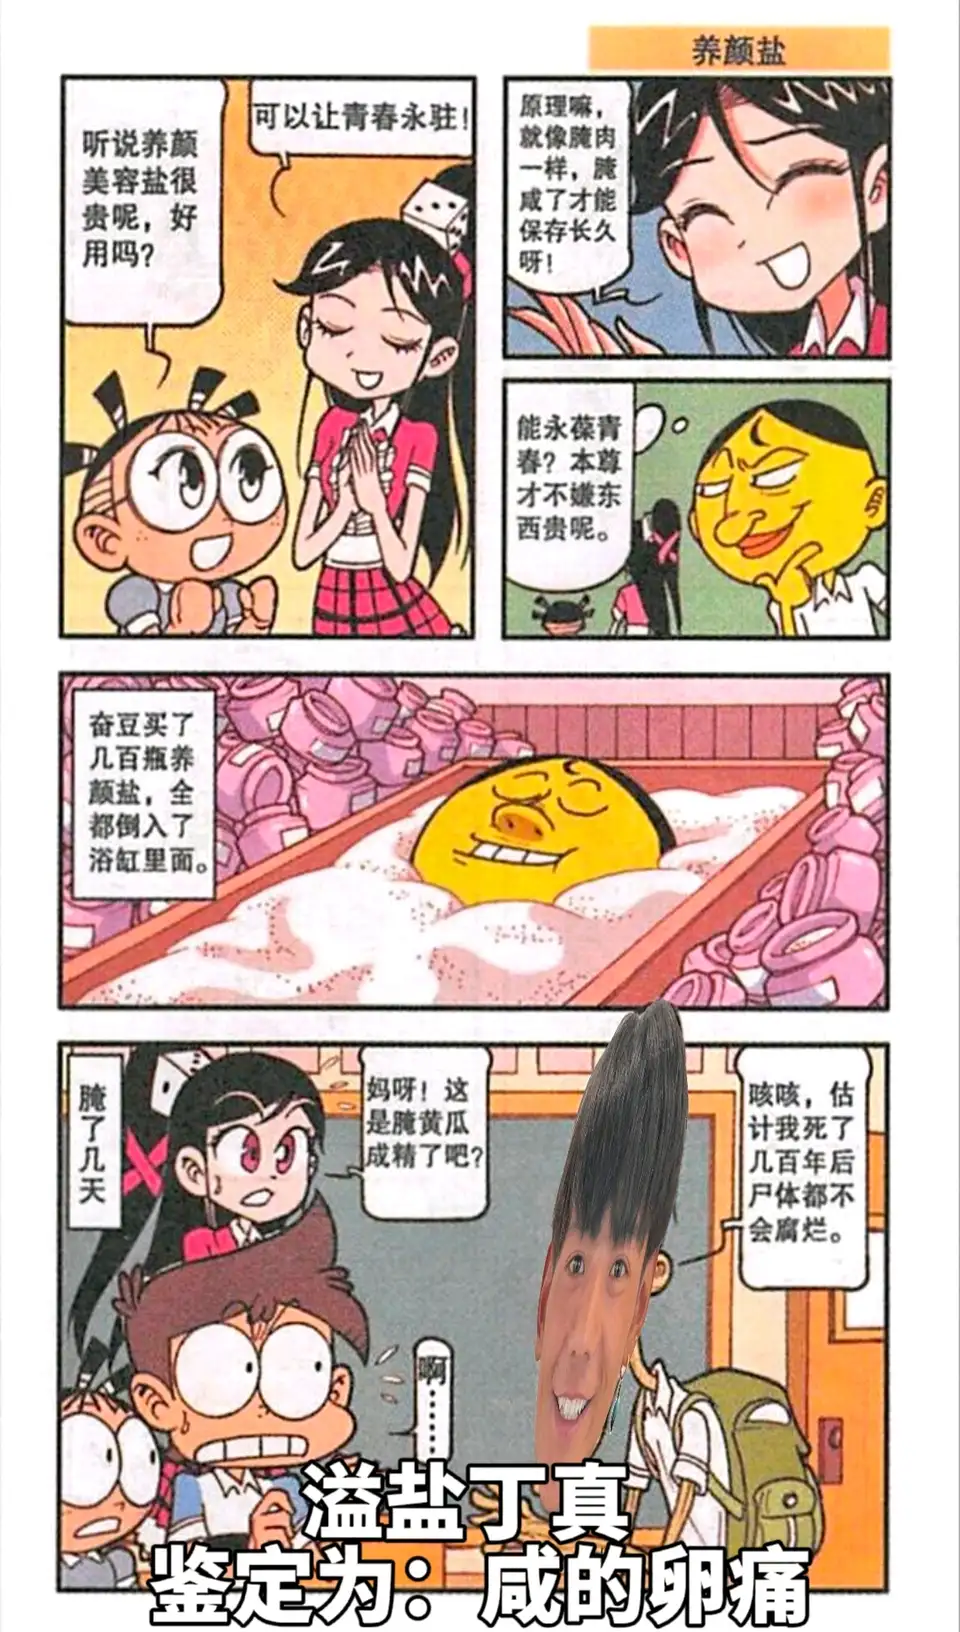 养颜盐
听说养颜
美容盐很
贵呢，好
用吗？
可以让青春永驻！
原理嘛，
就像腌肉
一样，腌
咸了才能
保存长久
呀！
能永葆青
春？本尊
才不嫌东
西贵呢。
奋豆买了
几百瓶养
颜盐，全
都倒入了
浴缸里面。
腌了几天
妈呀！这
是腌黄瓜
成精了吧？
咳咳，估
计我死了
几百年后
尸体都不
会腐烂。
啊……
溢盐丁真
鉴定为：咸的卵痛